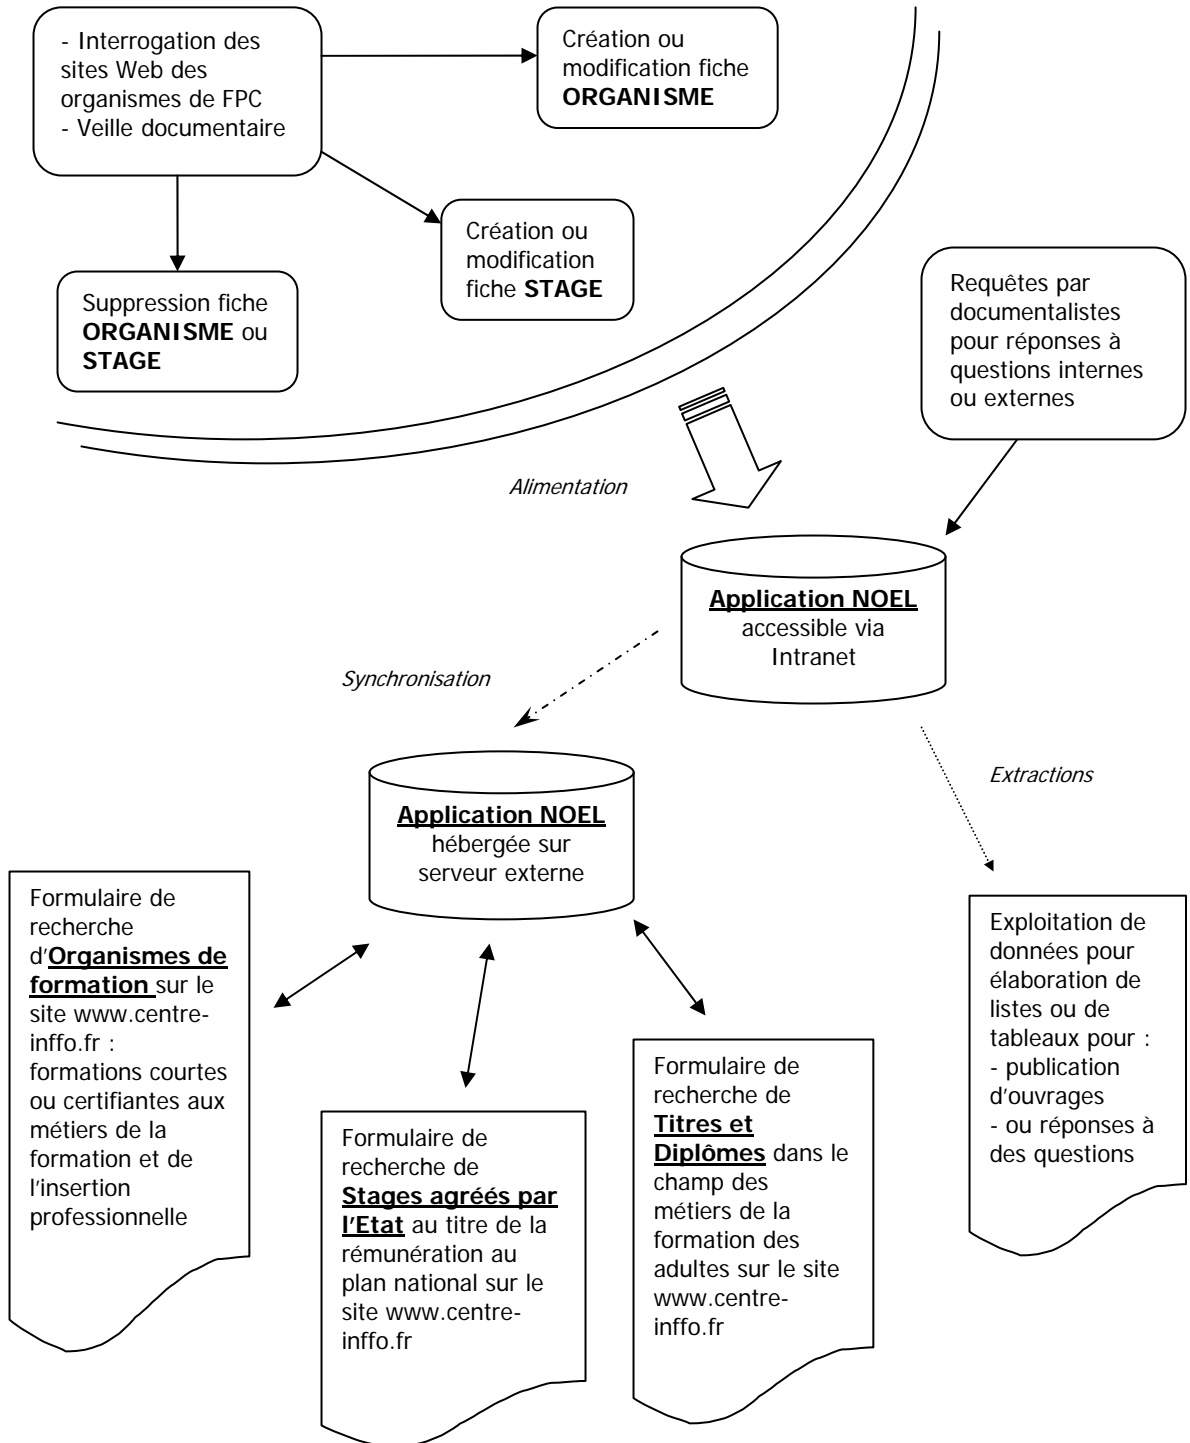 - Interrogation des
sites Web des
organismes de FPC
- Veille documentaire
Création ou
modification fiche
ORGANISME
Création ou
modification
fiche STAGE
Suppression fiche
ORGANISME ou
STAGE
Requêtes par
documentalistes
pour réponses à
questions internes
ou externes
Alimentation
Application NOEL
accessible via
Intranet
Synchronisation
Extractions
Application NOEL
hébergée sur
serveur externe
Formulaire de
recherche
d'Organismes de
formation sur le
site www.centre-
inffo.fr :
formations courtes
ou certifiantes aux
métiers de la
formation et de
l'insertion
professionnelle
Formulaire de
recherche de
Stages agréés par
l'Etat au titre de la
rémunération au
plan national sur le
site www.centre-
inffo.fr
Formulaire de
recherche de
Titres et
Diplômes dans le
champ des
métiers de la
formation des
adultes sur le site
www.centre-
inffo.fr
Exploitation de
données pour
élaboration de
listes ou de
tableaux pour :
- publication
d'ouvrages
- ou réponses à
des questions